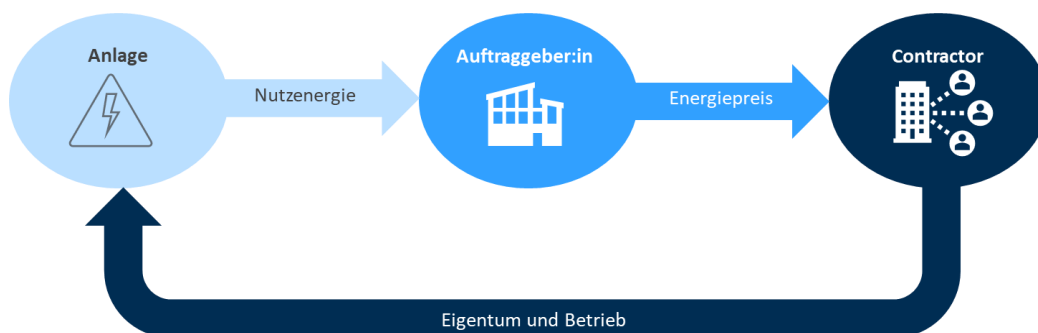 Anlage
Nutzenergie
Auftraggeber:in
Energiepreis
Contractor
Eigentum und Betrieb